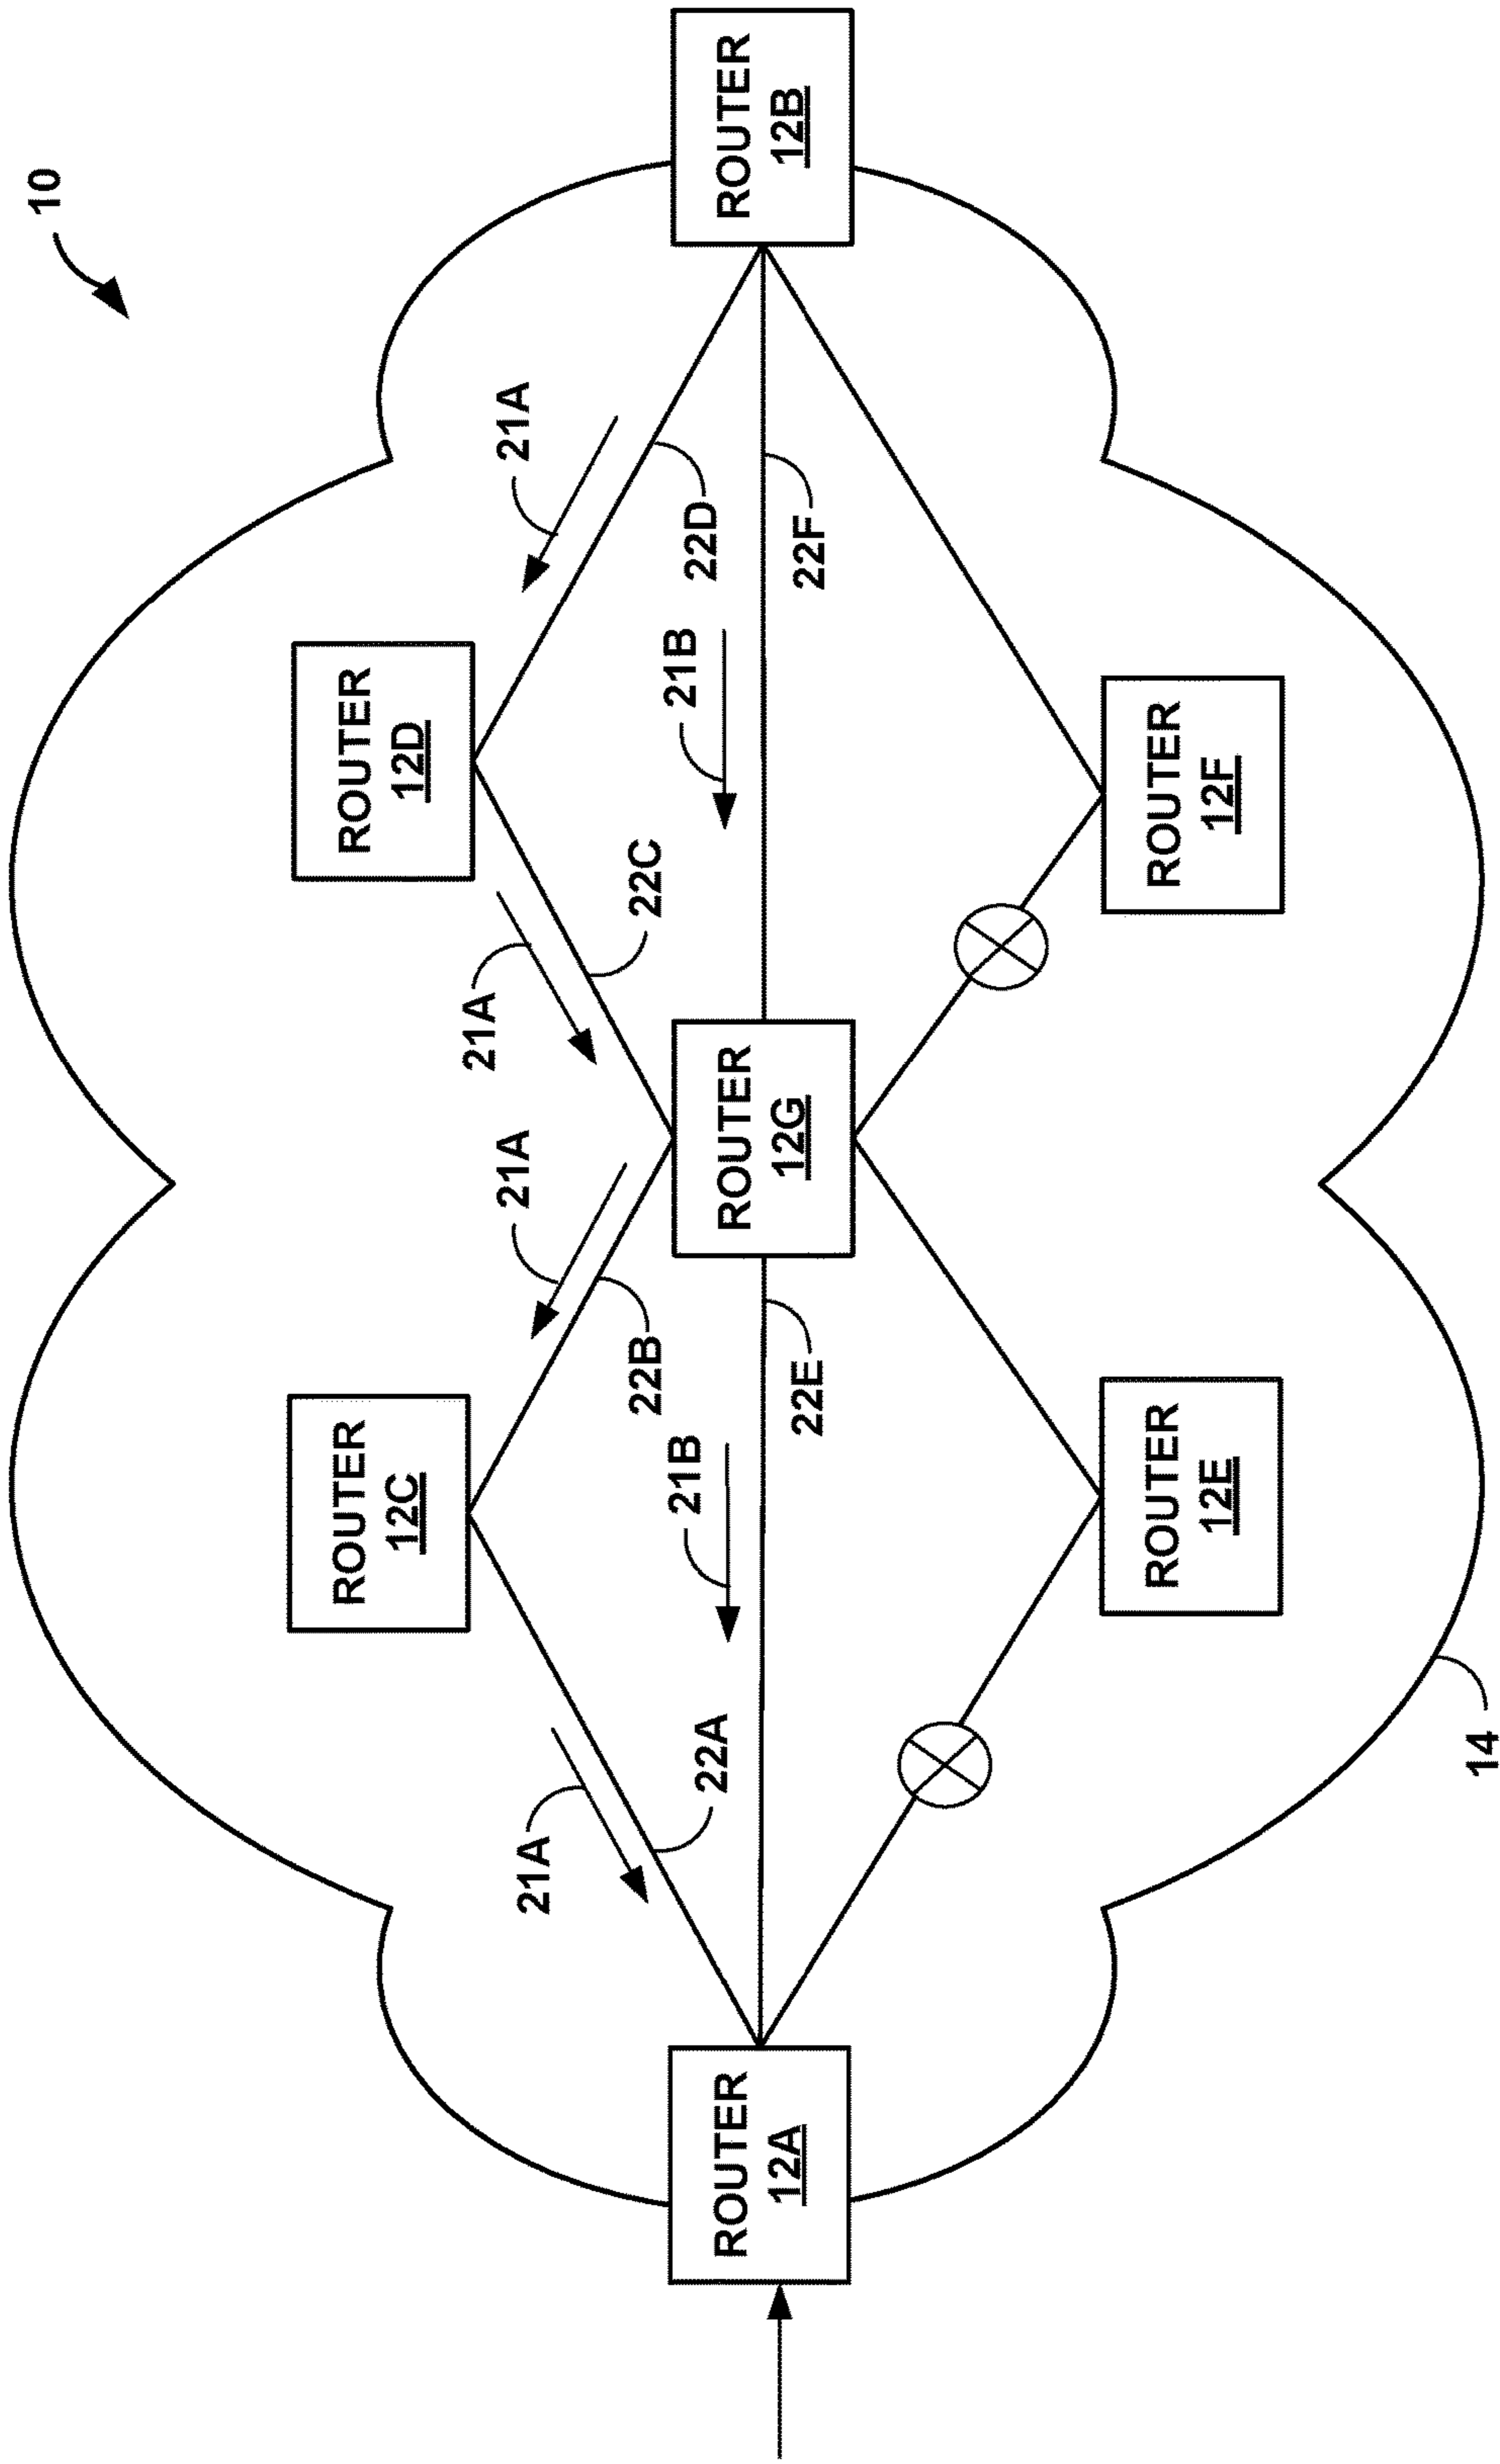 10
ROUTER
12C
ROUTER
12D
21A
21A
21A
21A
22A
22B
22C
22D
21B
21B
ROUTER
12A
ROUTER
12G
ROUTER
12B
22E
22F
ROUTER
12E
ROUTER
12F
14